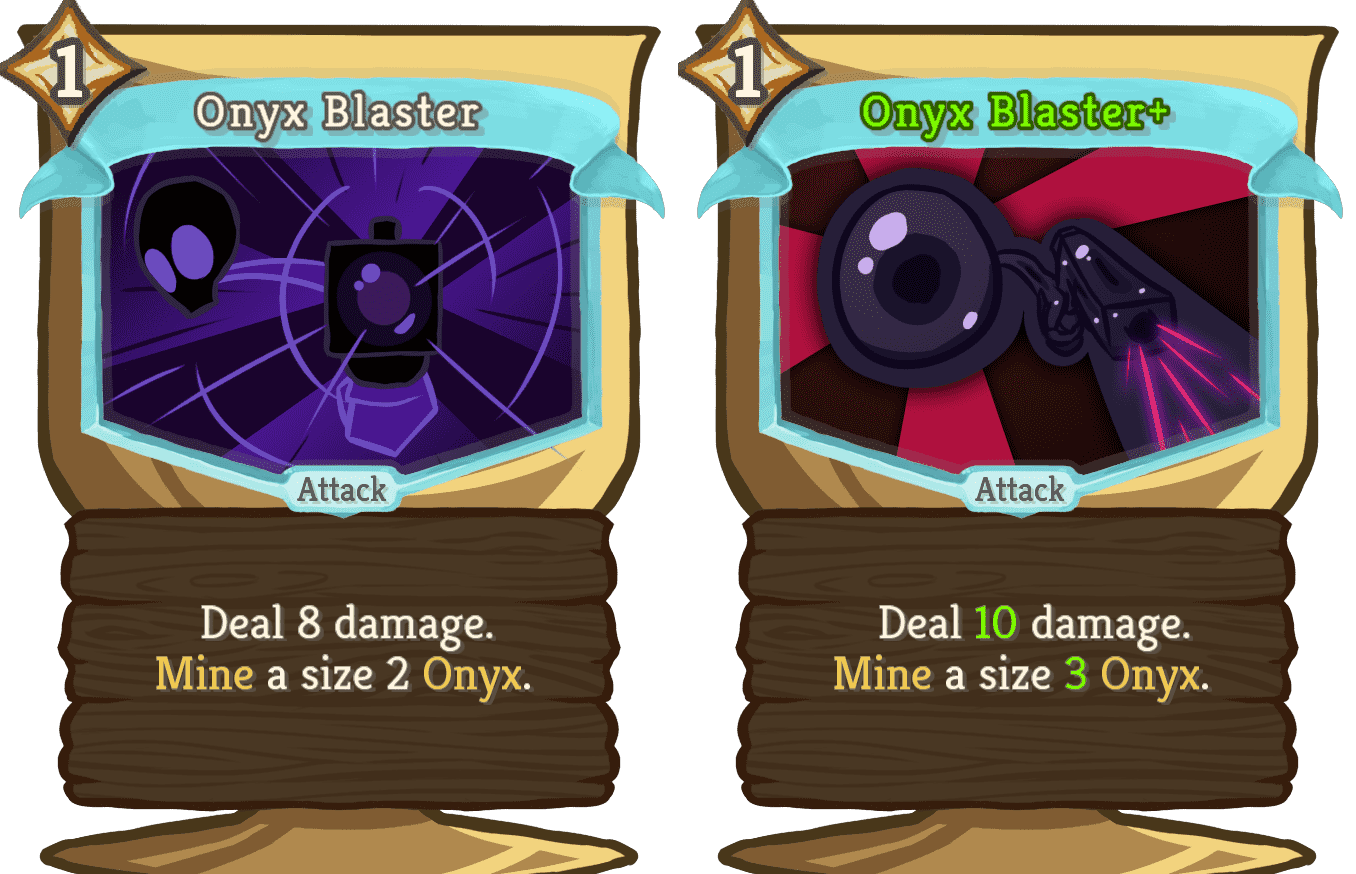 1
Onyx Blaster
Attack
Deal 8 damage.
Mine a size 2 Onyx.
1
Onyx Blaster+
Attack
Deal 10 damage.
Mine a size 3 Onyx.